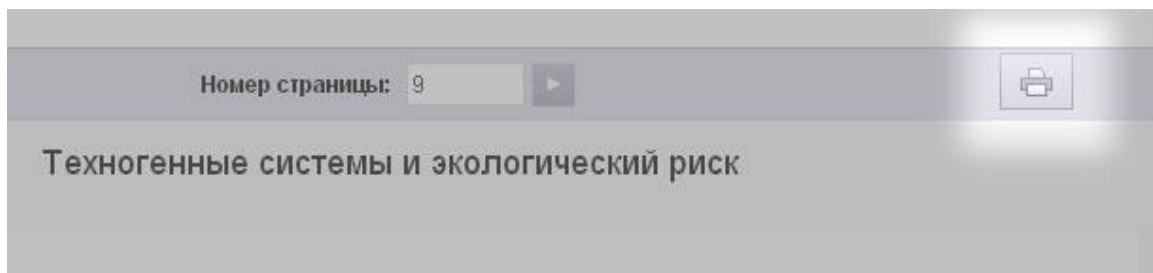 Номер страницы: 9
Техногенные системы и экологический риск